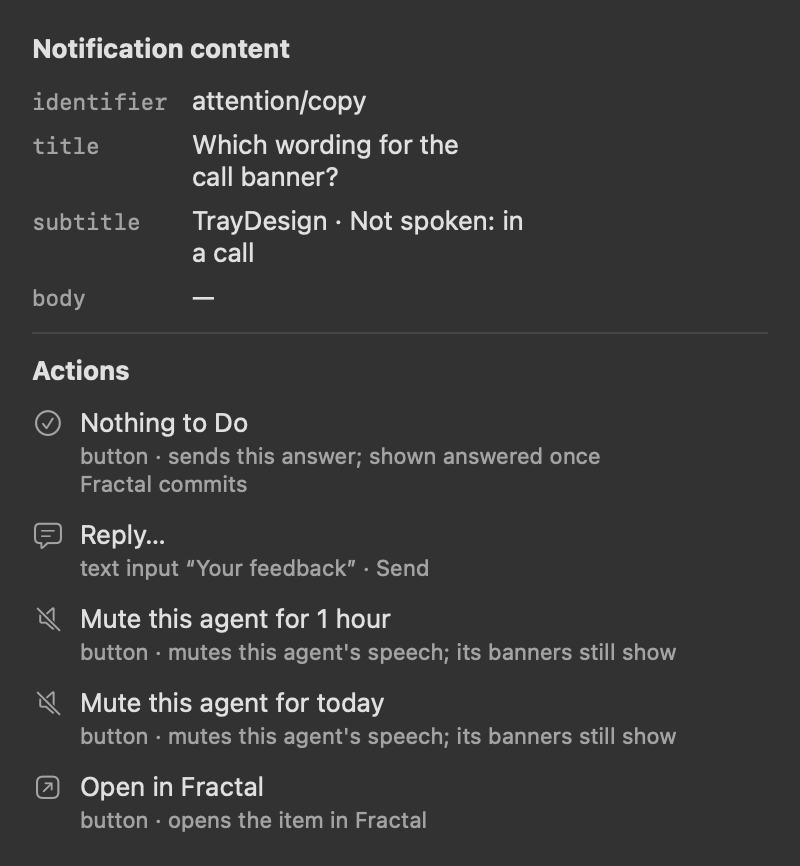 Notification content
identifier attention/copy
title Which wording for the
call banner?
subtitle TrayDesign · Not spoken: in
a call
body —
Actions
Nothing to Do
button · sends this answer; shown answered once
Fractal commits
Reply...
text input “Your feedback” · Send
Mute this agent for 1 hour
button · mutes this agent's speech; its banners still show
Mute this agent for today
button · mutes this agent's speech; its banners still show
Open in Fractal
button · opens the item in Fractal